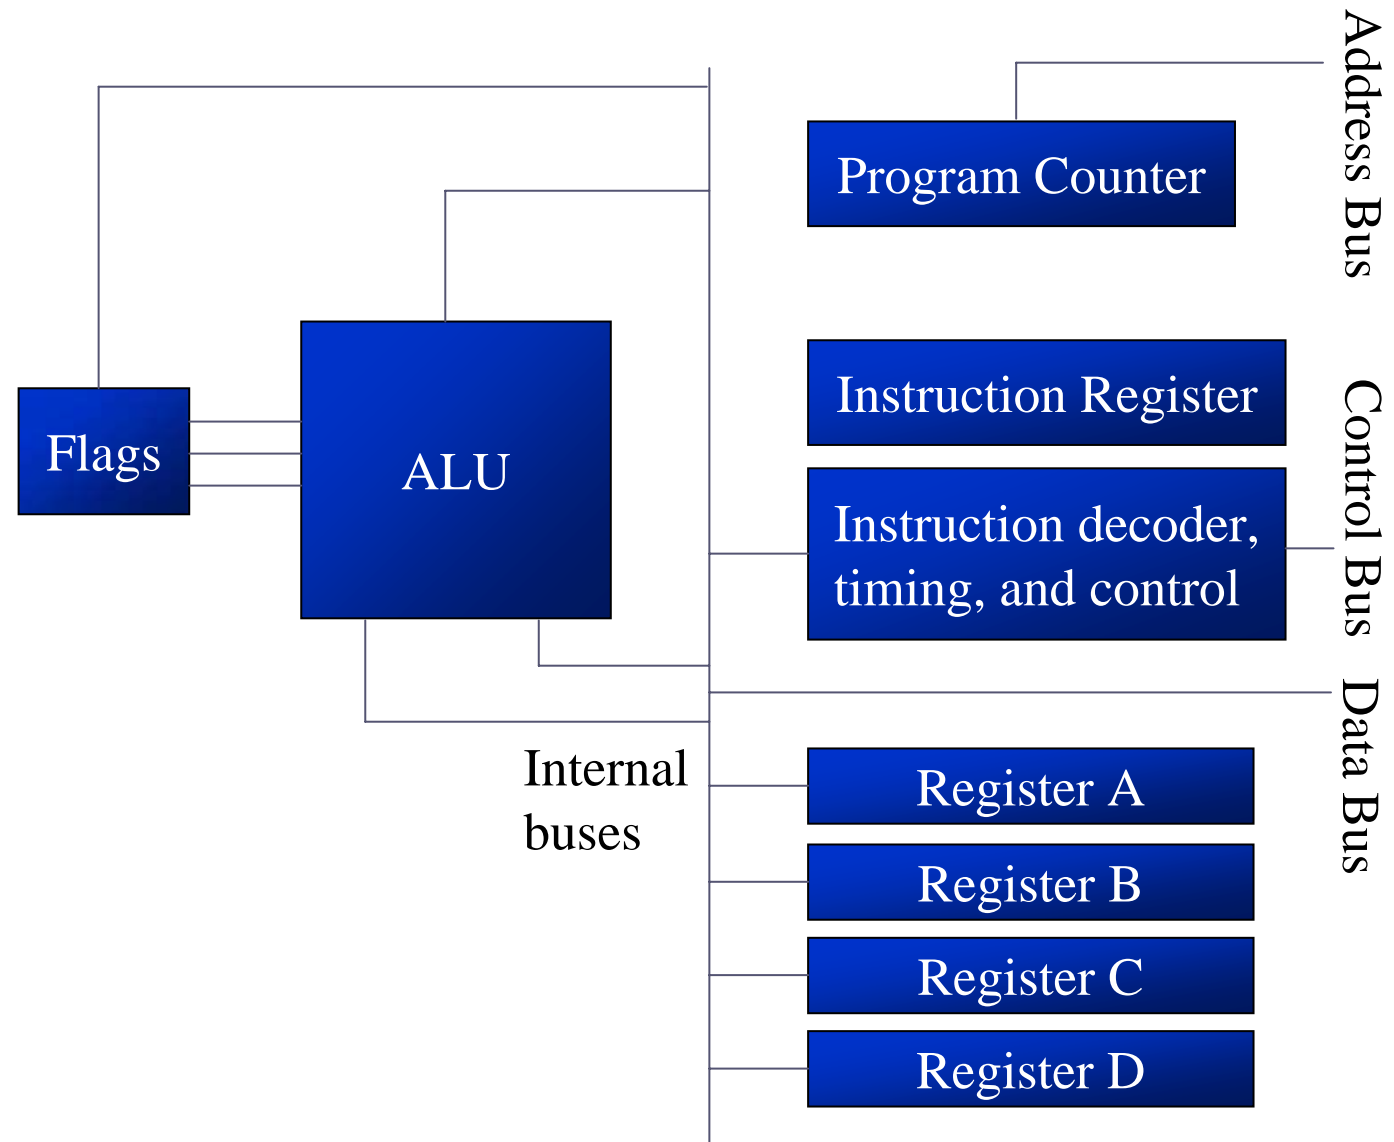 Address Bus
Program Counter
Instruction Register
Control Bus
Flags
ALU
Instruction decoder,
timing, and control
Data Bus
Internal
buses
Register A
Register B
Register C
Register D